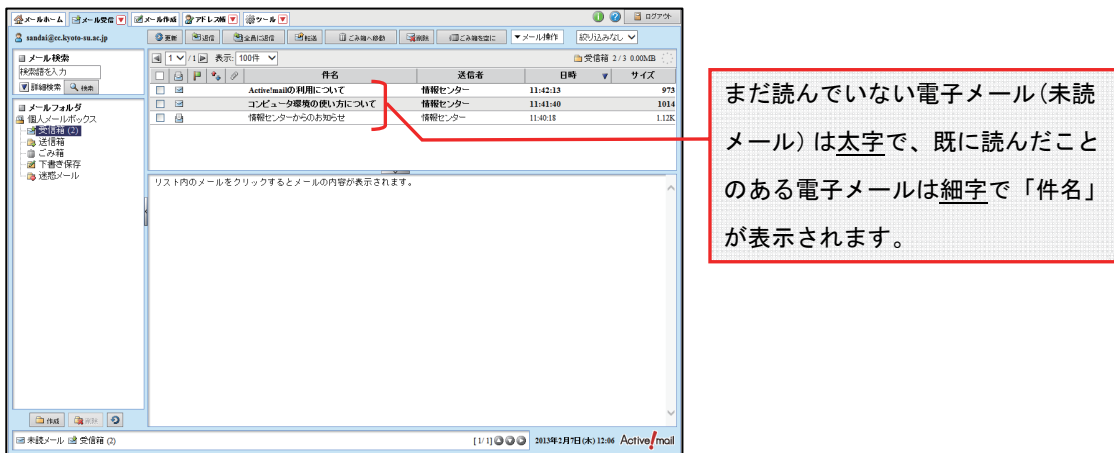 メールホーム メール受信 メール作成 アドレス帳 ツール ログアウト
sandai@cc.kyoto-su.ac.jp 更新 返信 全員に返信 転送 ごみ箱へ移動 削除 ごみ箱を空に ▼メール操作 絞り込みなし
メール検索
検索語を入力
詳細検索 検索
メールフォルダ
個人メールボックス
受信箱 (2)
送信箱
ごみ箱
下書き保存
迷惑メール
作成 削除
1 / 1 表示: 100件 受信箱 2 / 3 0.00MB
件名 送信者 日時 ▼ サイズ
Active!mailの利用について 情報センター 11:42:13 973
コンピュータ環境の使い方について 情報センター 11:41:40 1014
情報センターからのお知らせ 情報センター 11:40:18 1.12K
リスト内のメールをクリックするとメールの内容が表示されます。
未読メール 受信箱 (2) [1/1] 2013年2月7日(木) 12:06 Active!mail
まだ読んでいない電子メール(未読
メール)は太字で、既に読んだこと
のある電子メールは細字で「件名」
が表示されます。